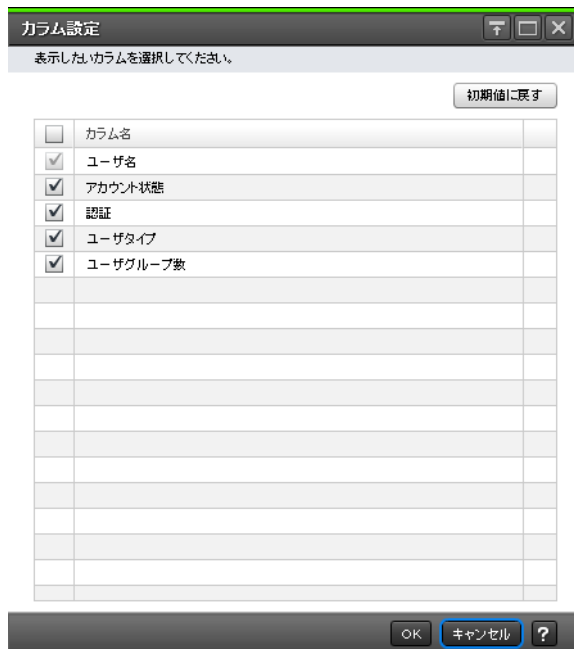 カラム設定
表示したいカラムを選択してください。
初期値に戻す
カラム名
ユーザ名
アカウント状態
認証
ユーザタイプ
ユーザグループ数
OK キャンセル ?